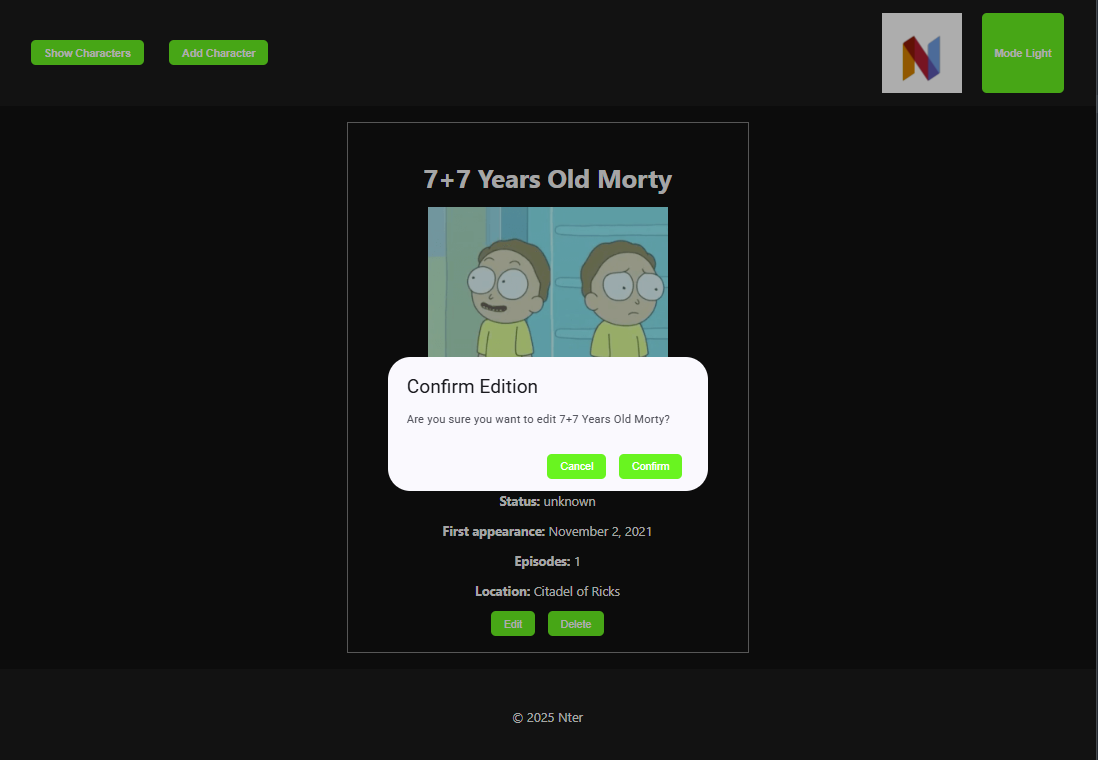 Show Characters
Add Character
Mode Light
7+7 Years Old Morty
Confirm Edition
Are you sure you want to edit 7+7 Years Old Morty?
Cancel
Confirm
Status: unknown
First appearance: November 2, 2021
Episodes: 1
Location: Citadel of Ricks
Edit
Delete
© 2025 Nter